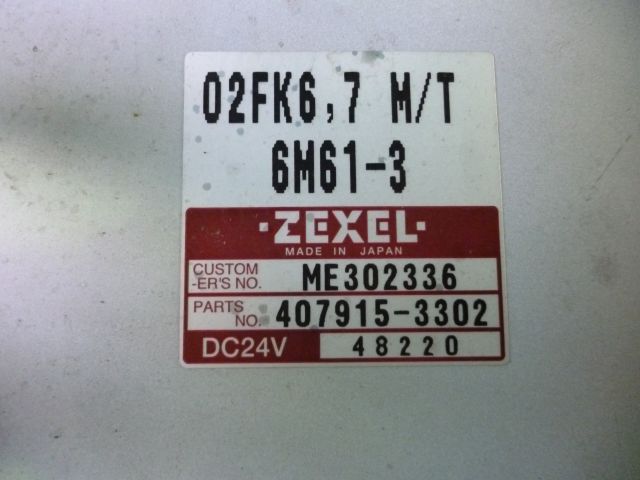 02FK6,7 M/T
6M61-3
·ZEXEL·
MADE IN JAPAN
CUSTOM
-ER'S NO. ME302336
PARTS
NO. 407915-3302
DC24V 48220